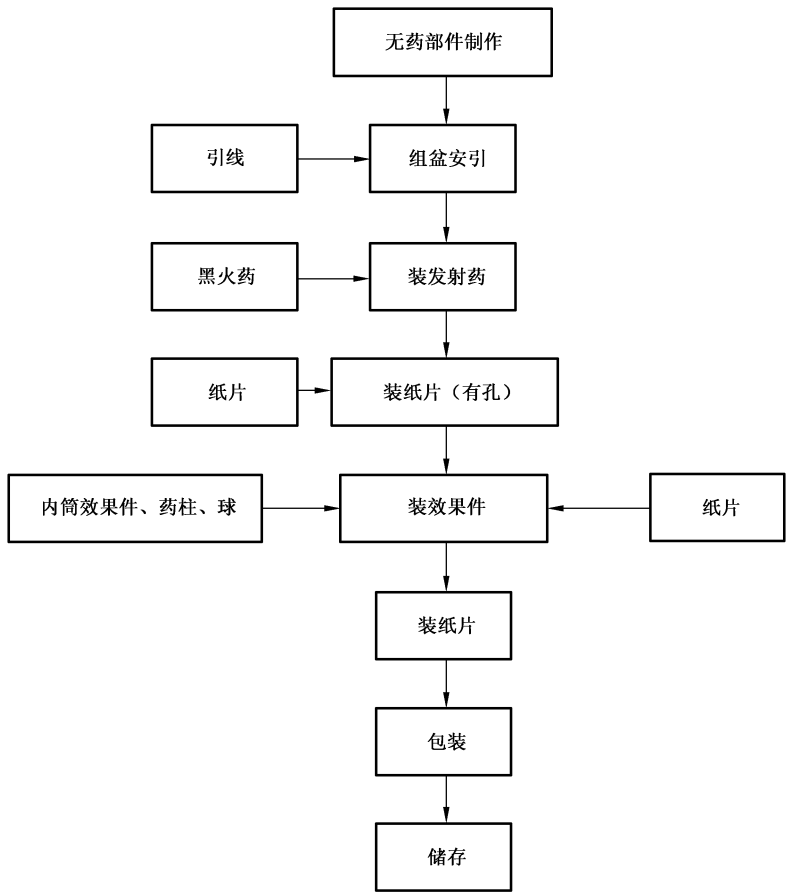 无药部件制作
引线
组盆安引
黑火药
装发射药
纸片
装纸片（有孔）
内筒效果件、药柱、球
装效果件
纸片
装纸片
包装
储存